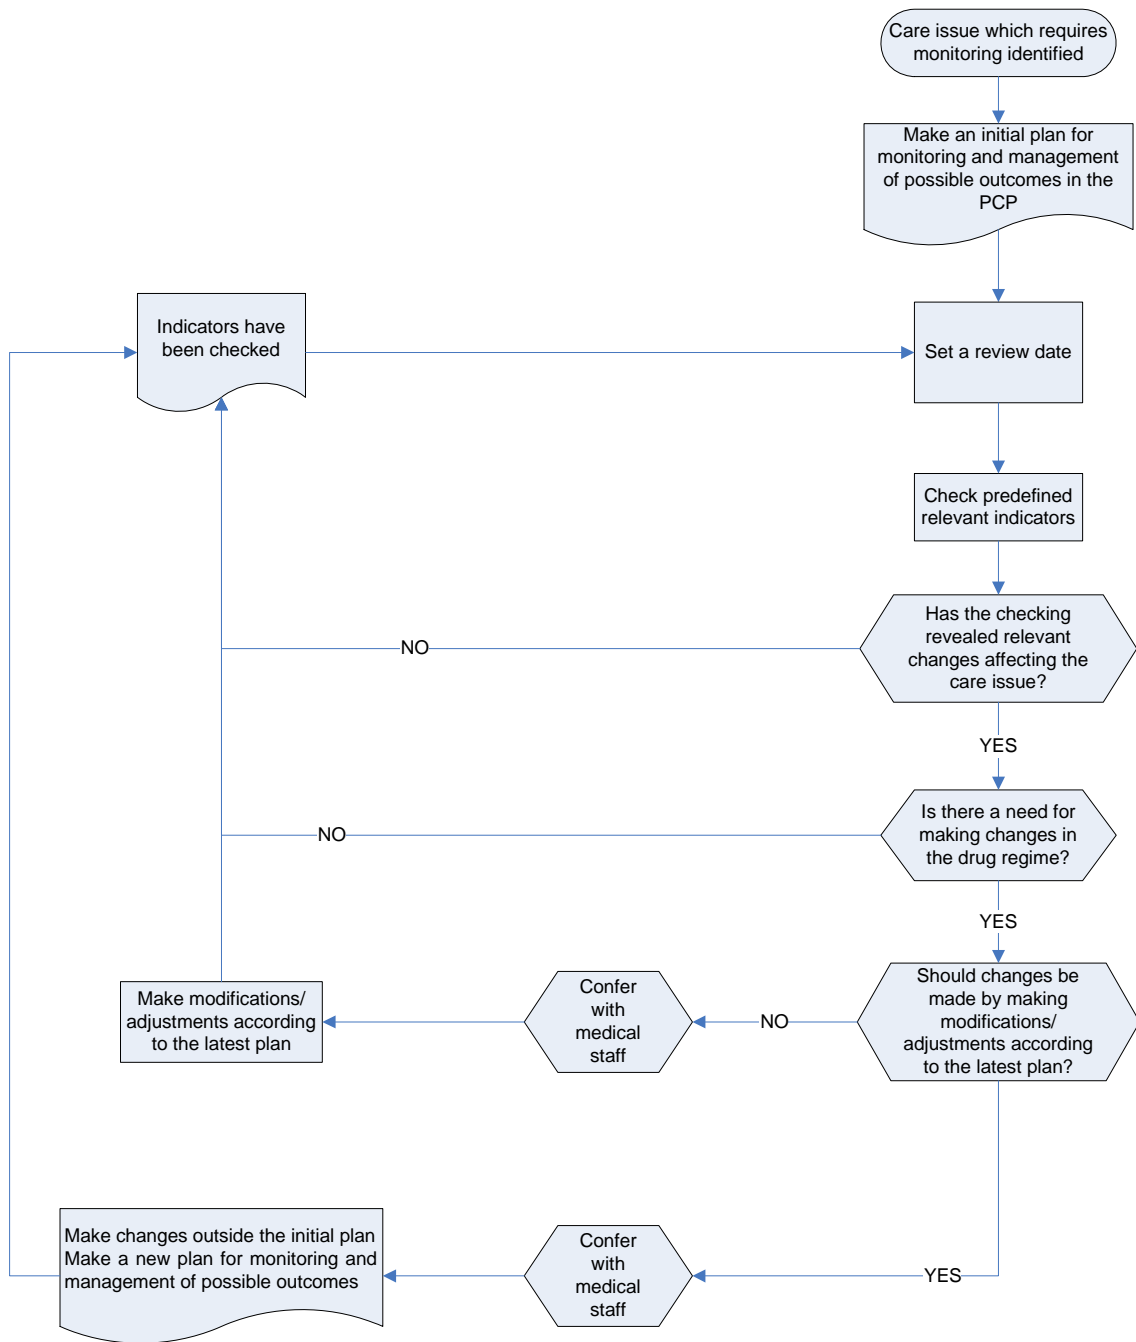 Care issue which requires
monitoring identified
Make an initial plan for
monitoring and management
of possible outcomes in the
PCP
Indicators have
been checked
Set a review date
Check predefined
relevant indicators
Has the checking
revealed relevant
changes affecting the
care issue?
NO
YES
Is there a need for
making changes in
the drug regime?
NO
YES
Should changes be
made by making
modifications/
adjustments according
to the latest plan?
NO
Confer
with
medical
staff
Make modifications/
adjustments according
to the latest plan
YES
Confer
with
medical
staff
Make changes outside the initial plan
Make a new plan for monitoring and
management of possible outcomes